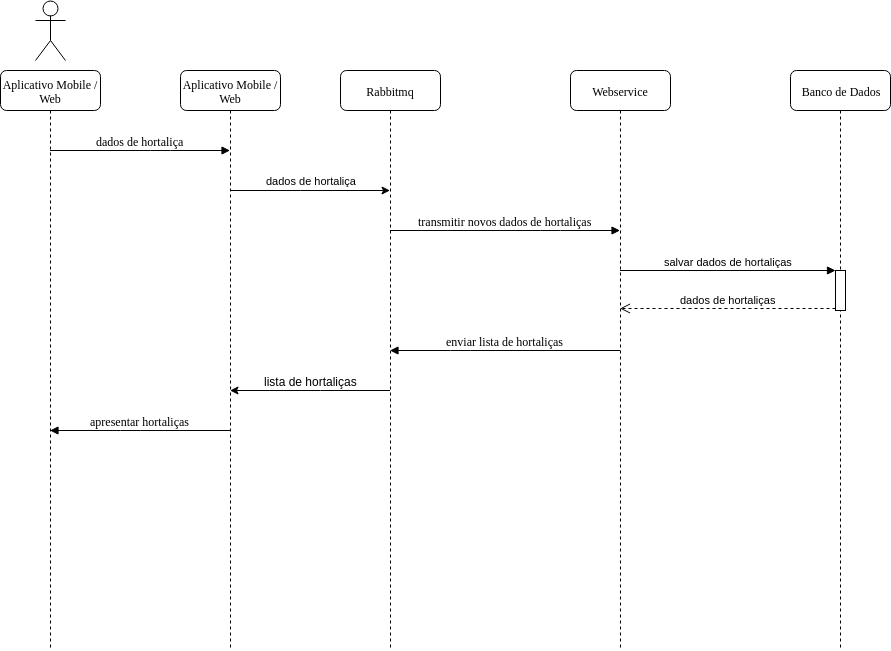 Aplicativo Mobile /
Web
Aplicativo Mobile /
Web
Rabbitmq
Webservice
Banco de Dados
dados de hortaliça
dados de hortaliça
transmitir novos dados de hortaliças
salvar dados de hortaliças
dados de hortaliças
enviar lista de hortaliças
lista de hortaliças
apresentar hortaliças